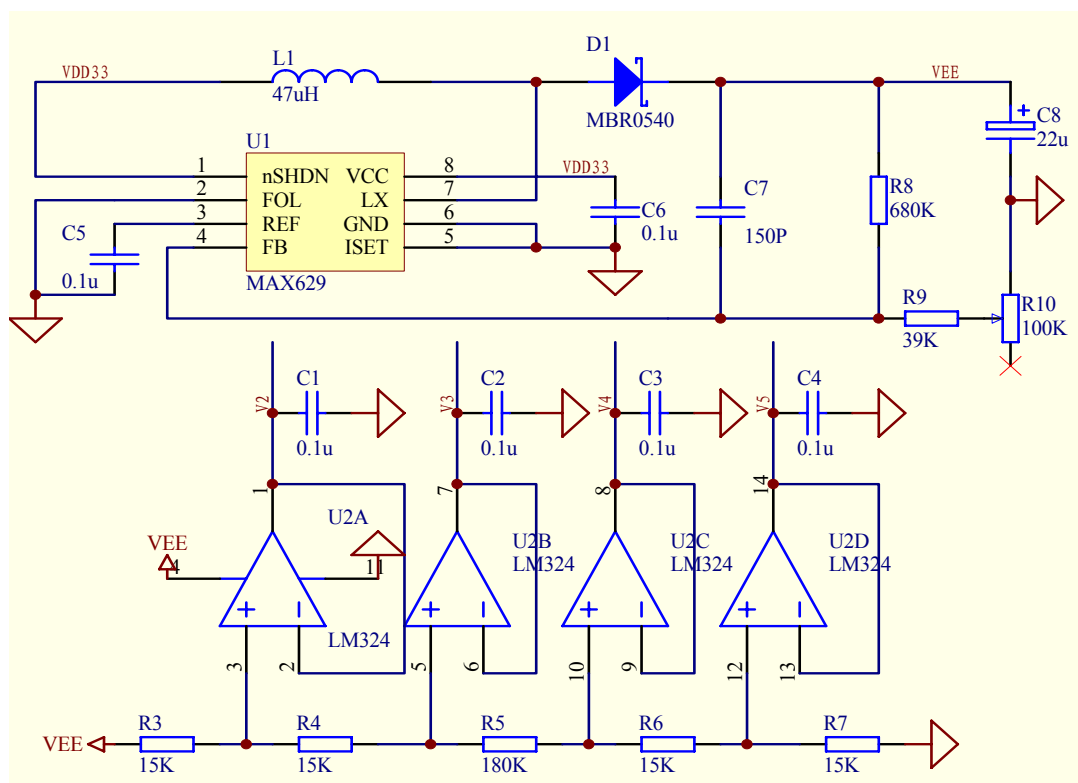 L1
VDD33
47uH
D1
MBR0540
VEE
C8
22u
U1
1 nSHDN VCC 8
2 FOL LX 7
3 REF GND 6
4 FB ISET 5
MAX629
VDD33
C5
0.1u
C6
0.1u
C7
150P
R8
680K
R9
39K
R10
100K
V2
C1
0.1u
V3
C2
0.1u
V4
C3
0.1u
V5
C4
0.1u
1
7
8
14
VEE
4
11
U2A
LM324
U2B
LM324
U2C
LM324
U2D
LM324
3
2
5
6
10
9
12
13
VEE
R3
15K
R4
15K
R5
180K
R6
15K
R7
15K